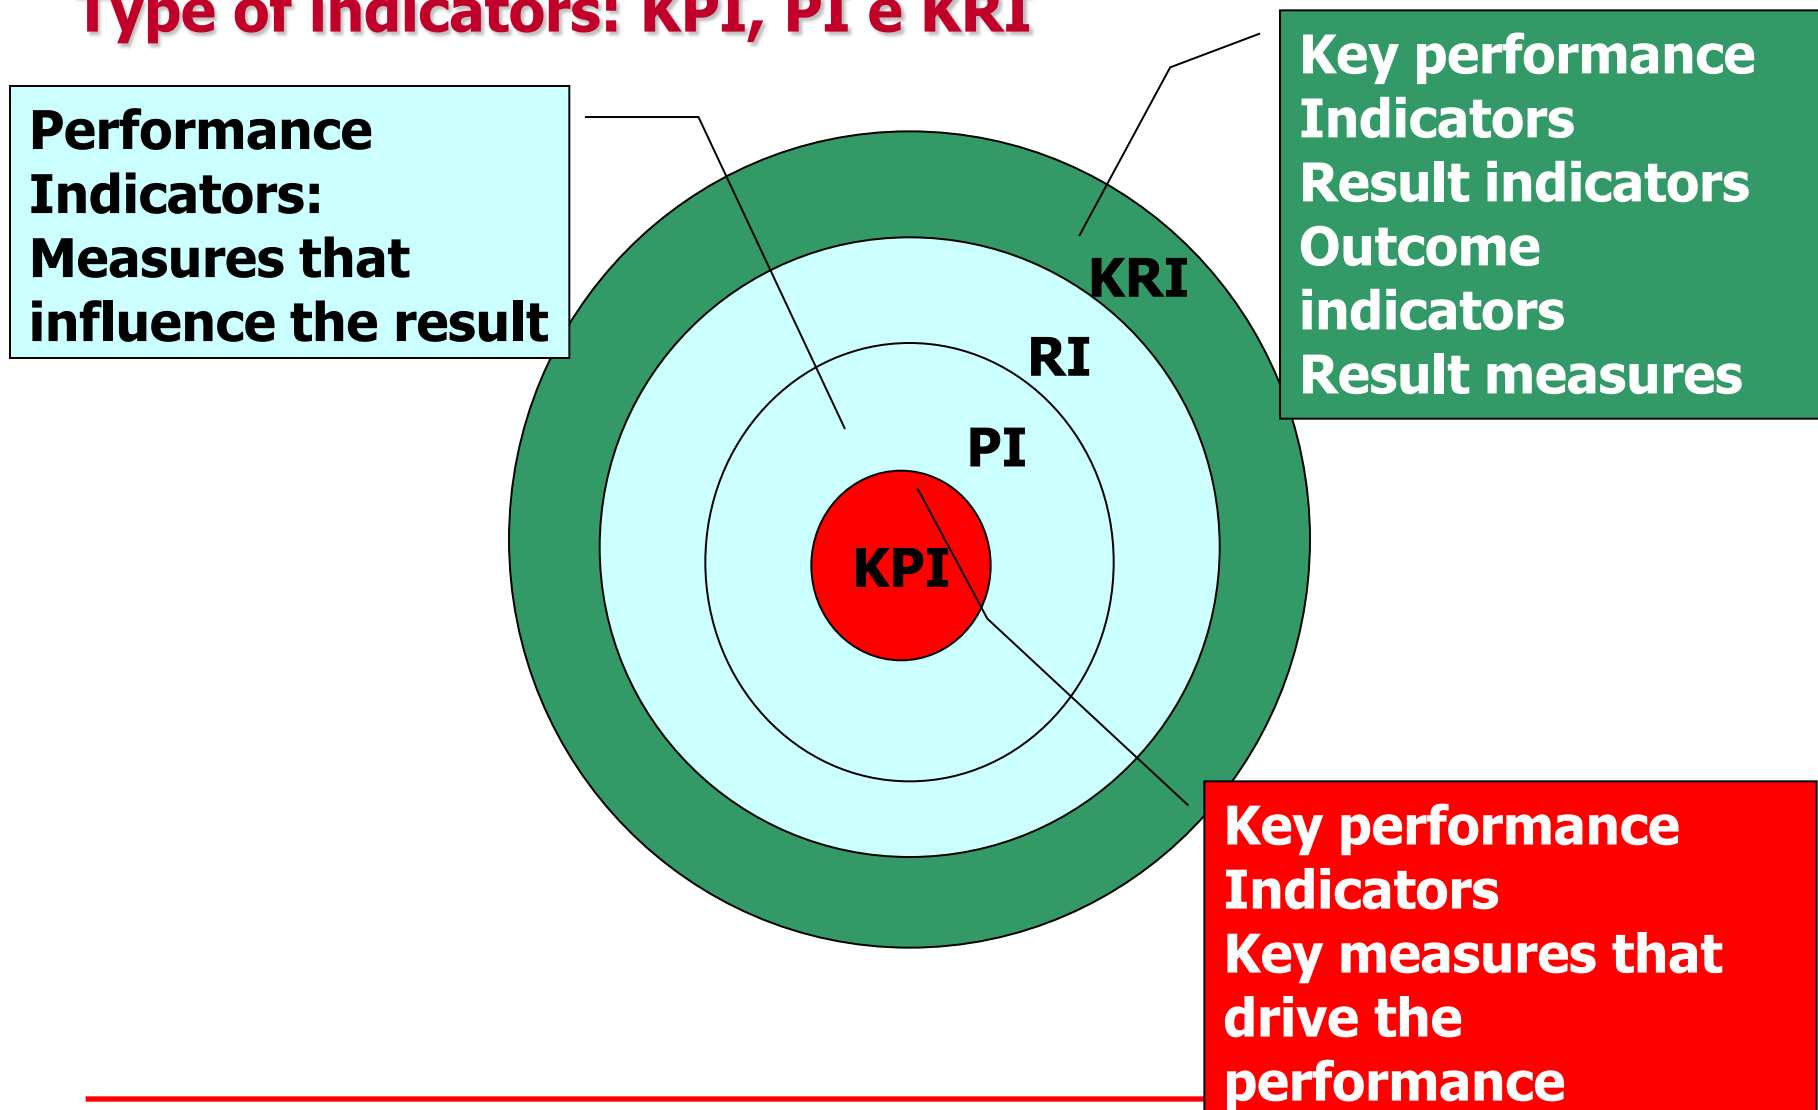 Type of indicators: KPI, PI e KRI
Performance
Indicators:
Measures that
influence the result
Key performance
Indicators
Result indicators
Outcome
indicators
Result measures
KRI
RI
PI
KPI
Key performance
Indicators
Key measures that
drive the
performance